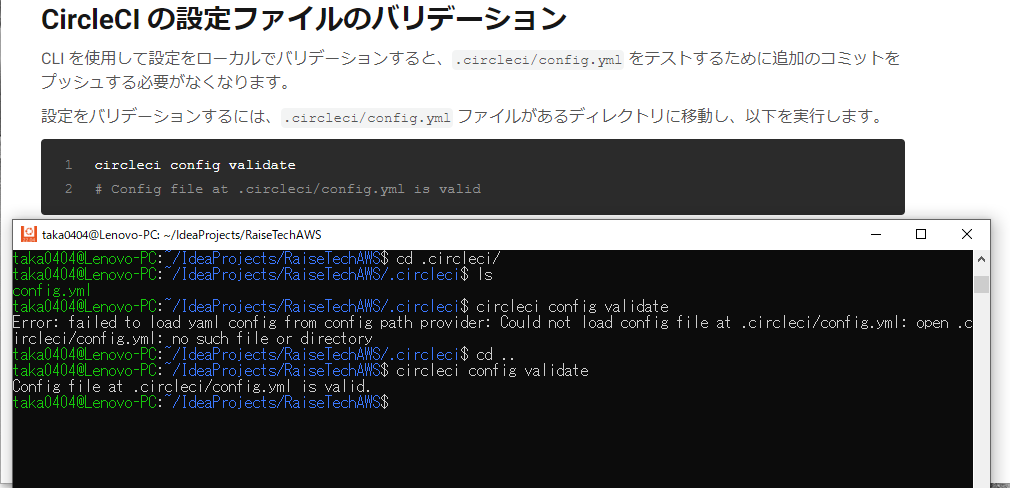 CircleCI の設定ファイルのバリデーション
CLI を使用して設定をローカルでバリデーションすると、.circleci/config.yml をテストするために追加のコミットを
プッシュする必要がなくなります。
設定をバリデーションするには、.circleci/config.yml ファイルがあるディレクトリに移動し、以下を実行します。
1 circleci config validate
2 # Config file at .circleci/config.yml is valid
taka0404@Lenovo-PC: ~/IdeaProjects/RaiseTechAWS
taka0404@Lenovo-PC:~/IdeaProjects/RaiseTechAWS$ cd .circleci/
taka0404@Lenovo-PC:~/IdeaProjects/RaiseTechAWS/.circleci$ ls
config.yml
taka0404@Lenovo-PC:~/IdeaProjects/RaiseTechAWS/.circleci$ circleci config validate
Error: failed to load yaml config from config path provider: Could not load config file at .circleci/config.yml: open .c
ircleci/config.yml: no such file or directory
taka0404@Lenovo-PC:~/IdeaProjects/RaiseTechAWS/.circleci$ cd ..
taka0404@Lenovo-PC:~/IdeaProjects/RaiseTechAWS$ circleci config validate
Config file at .circleci/config.yml is valid.
taka0404@Lenovo-PC:~/IdeaProjects/RaiseTechAWS$